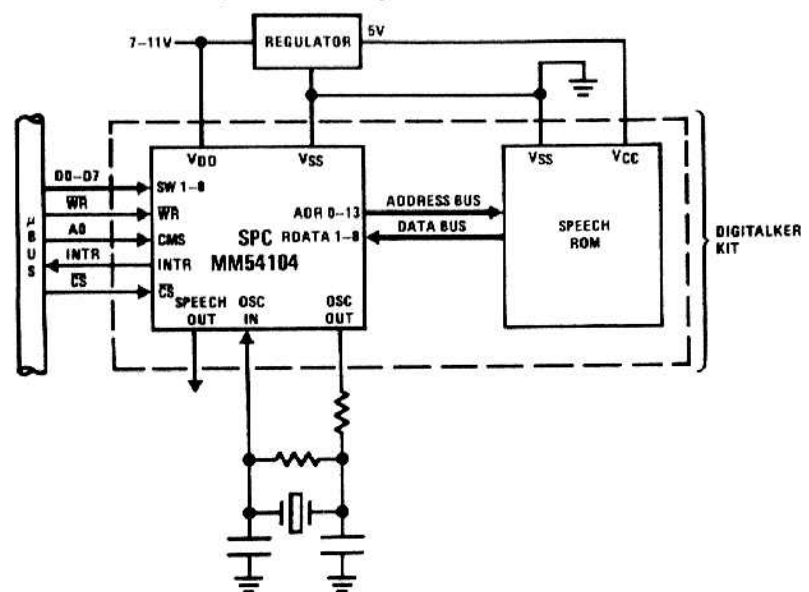 7–11V
REGULATOR
5V
VDD
VSS
VSS
VCC
μBUS
D0–D7
WR
A0
INTR
CS
SW 1–8
WR
CMS
INTR
CS
SPC
MM54104
ADR 0–13
RDATA 1–8
ADDRESS BUS
DATA BUS
SPEECH
ROM
SPEECH
OUT
OSC
IN
OSC
OUT
DIGITALKER
KIT